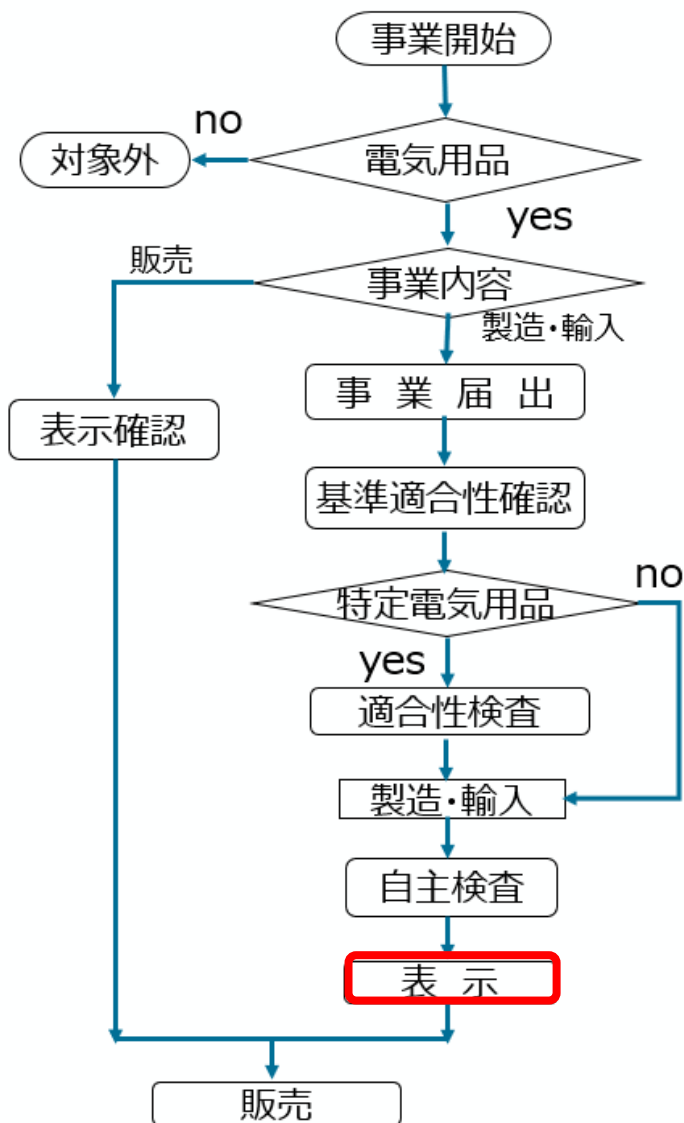 事業開始
no
対象外
電気用品
yes
販売
事業内容
製造・輸入
事業届出
表示確認
基準適合性確認
no
特定電気用品
yes
適合性検査
製造・輸入
自主検査
表示
販売